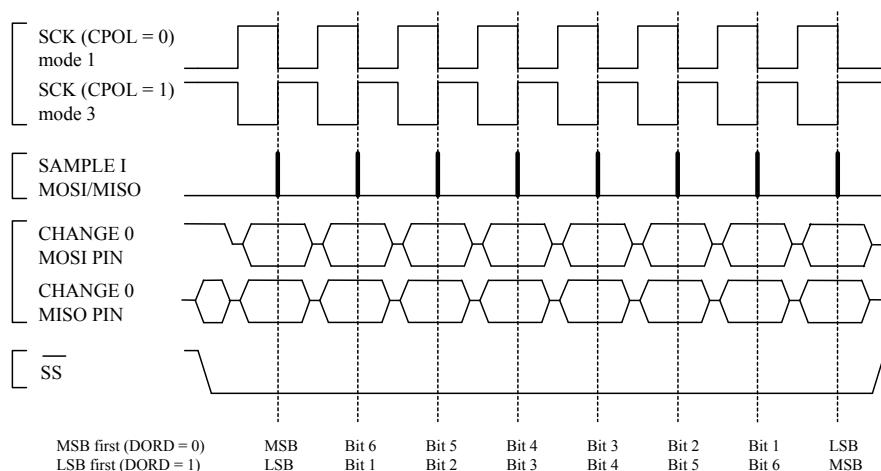 SCK (CPOL = 0)
mode 1
SCK (CPOL = 1)
mode 3
SAMPLE I
MOSI/MISO
CHANGE 0
MOSI PIN
CHANGE 0
MISO PIN
SS
MSB first (DORD = 0) MSB Bit 6 Bit 5 Bit 4 Bit 3 Bit 2 Bit 1 LSB
LSB first (DORD = 1) LSB Bit 1 Bit 2 Bit 3 Bit 4 Bit 5 Bit 6 MSB